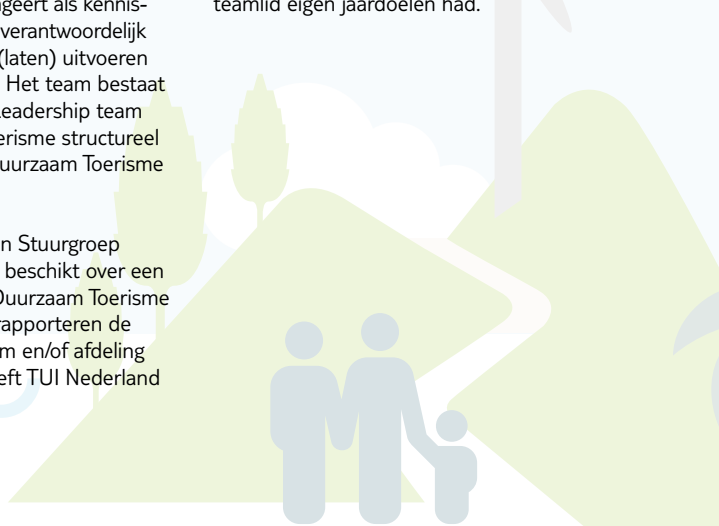 geert als kennis-
verantwoordelijk
(laten) uitvoeren
Het team bestaat
eadership team
erisme structureel
uurzaam Toerisme
n Stuurgroep
beschikt over een
Duurzaam Toerisme
rapporteren de
m en/of afdeling
eft TUI Nederland
teamlid eigen jaardoelen had.